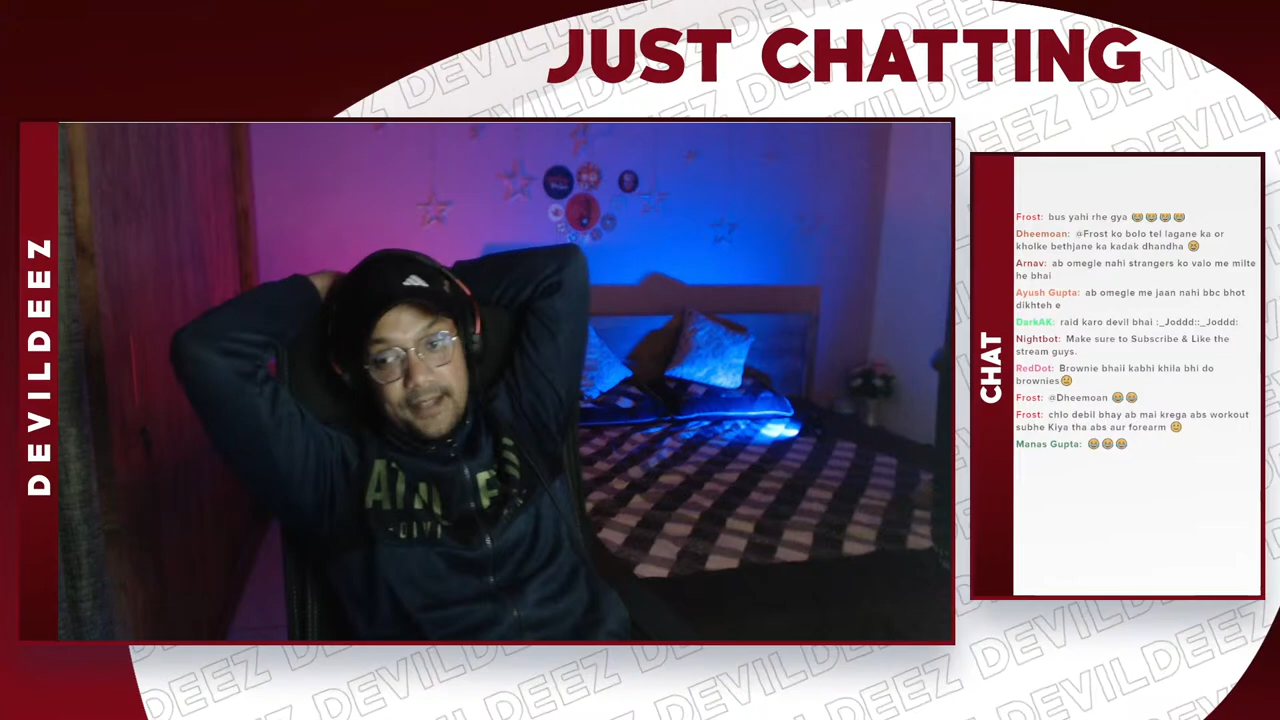 JUST CHATTING
DEVILDEEZ
CHAT
Frost: bus yahi rhe gya 😂😂😂😂
Dheemoan: @Frost ko bolo tel lagane ka or
kholke bethjane ka kadak dhandha 😂
Arnav: ab omegle nahi strangers ko valo me milte
he bhai
Ayush Gupta: ab omegle me jaan nahi bbc bhot
dikhteh e
DarkAK: raid karo devil bhai :_Joddd::_Joddd:
Nightbot: Make sure to Subscribe & Like the
stream guys.
RedDot: Brownie bhaii kabhi khila bhi do
brownies🥲
Frost: @Dheemoan 😂😂
Frost: chlo debil bhay ab mai krega abs workout
subhe Kiya tha abs aur forearm 🥲
Manas Gupta: 😂😂😂